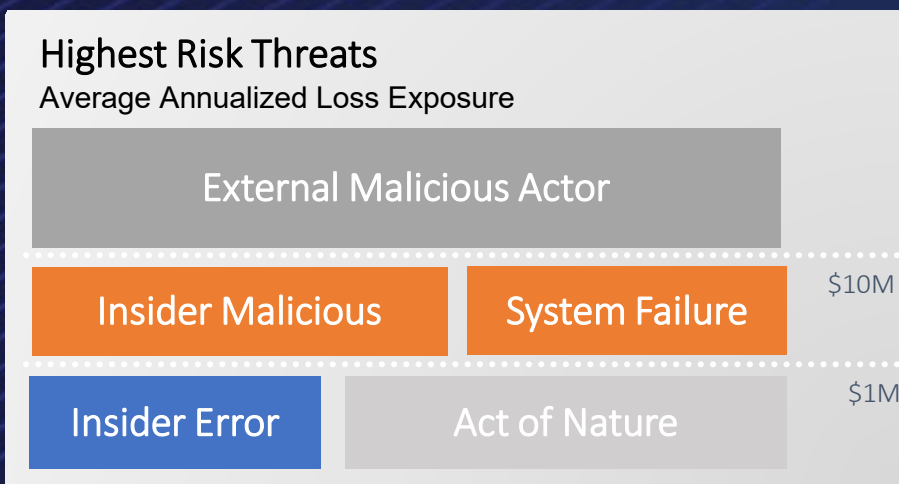 Highest Risk Threats
Average Annualized Loss Exposure
External Malicious Actor
$10M
Insider Malicious
System Failure
$1M
Insider Error
Act of Nature